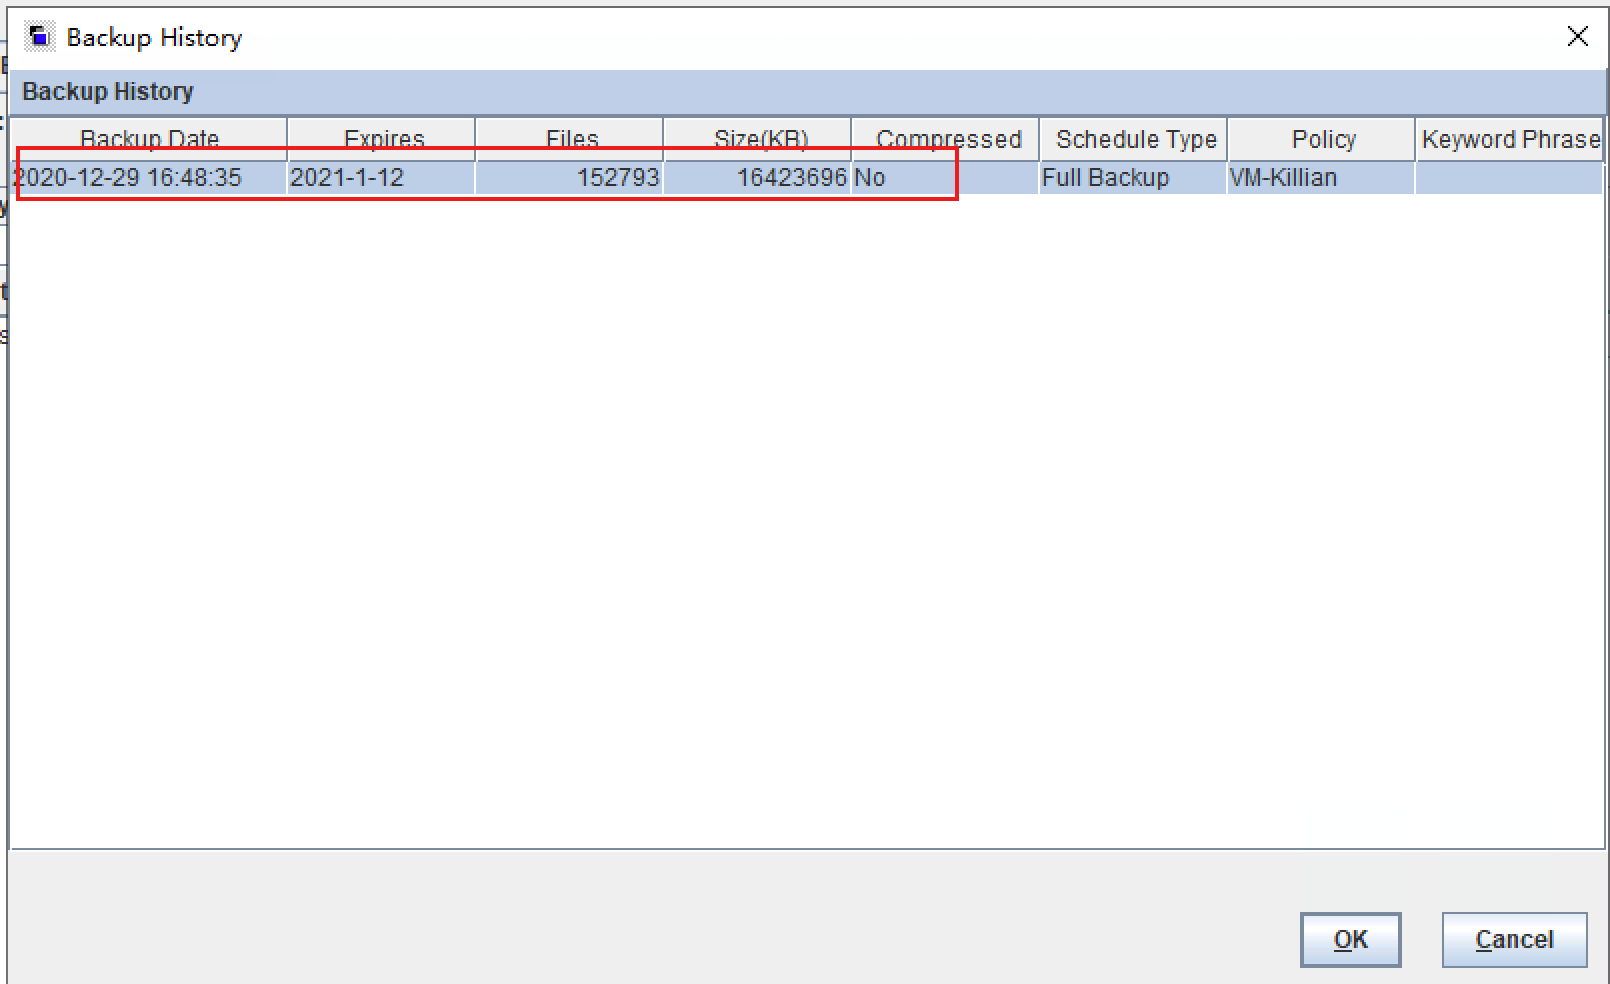 Backup History
Backup History
Backup Date Expires Files Size(KB) Compressed Schedule Type Policy Keyword Phrase
2020-12-29 16:48:35 2021-1-12 152793 16423696 No Full Backup VM-Killian
OK Cancel